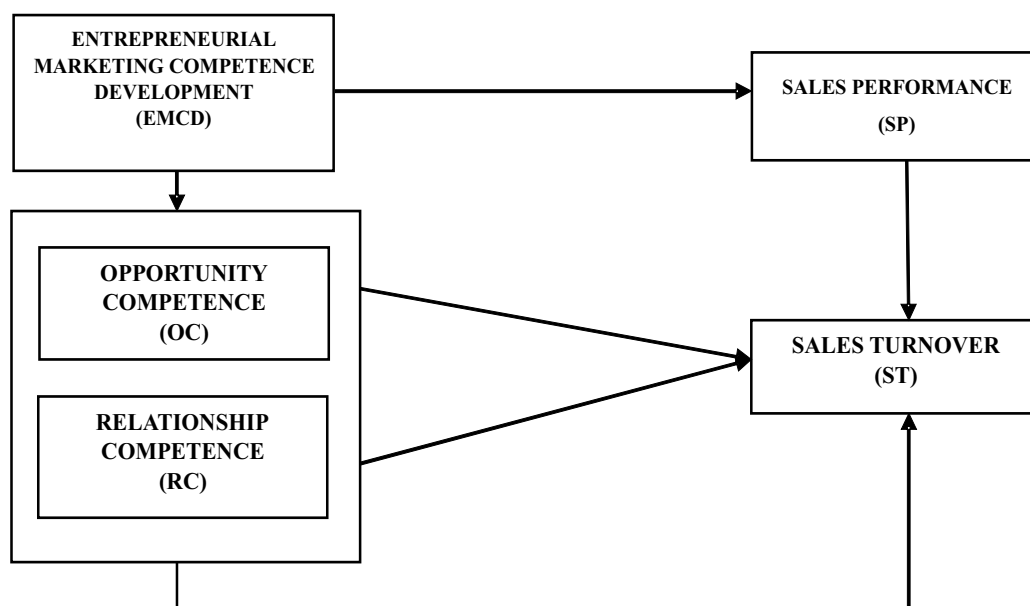 ENTREPRENEURIAL
MARKETING COMPETENCE
DEVELOPMENT
(EMCD)
SALES PERFORMANCE
(SP)
OPPORTUNITY
COMPETENCE
(OC)
SALES TURNOVER
(ST)
RELATIONSHIP
COMPETENCE
(RC)